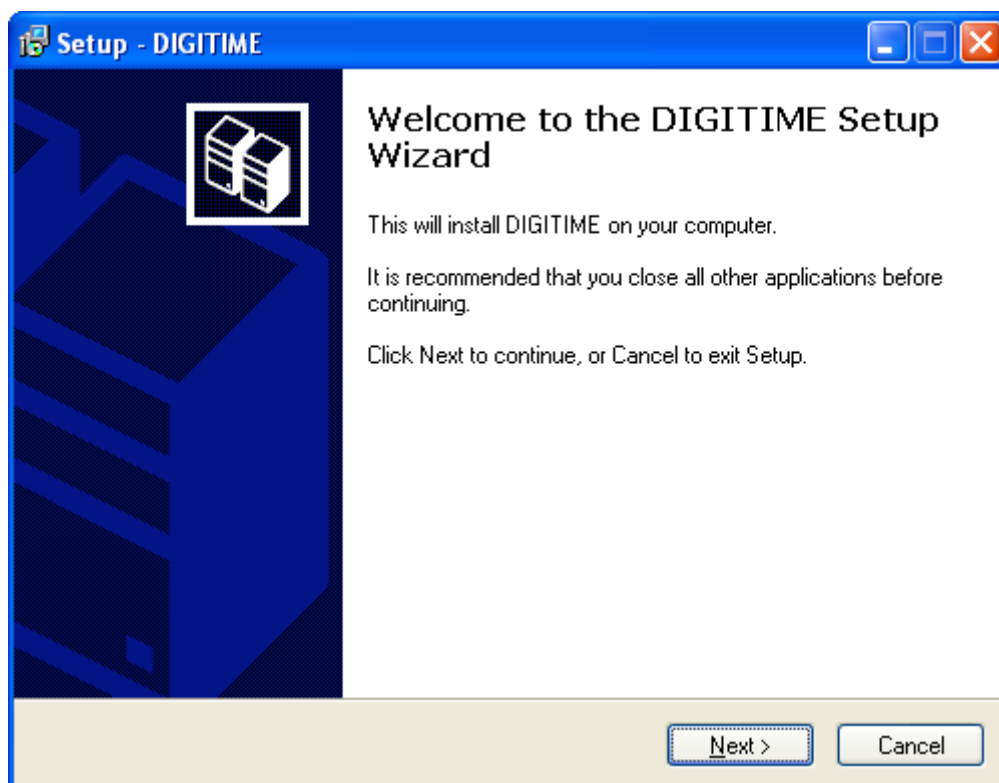 Setup - DIGITIME
Welcome to the DIGITIME Setup
Wizard
This will install DIGITIME on your computer.
It is recommended that you close all other applications before
continuing.
Click Next to continue, or Cancel to exit Setup.
Next >
Cancel